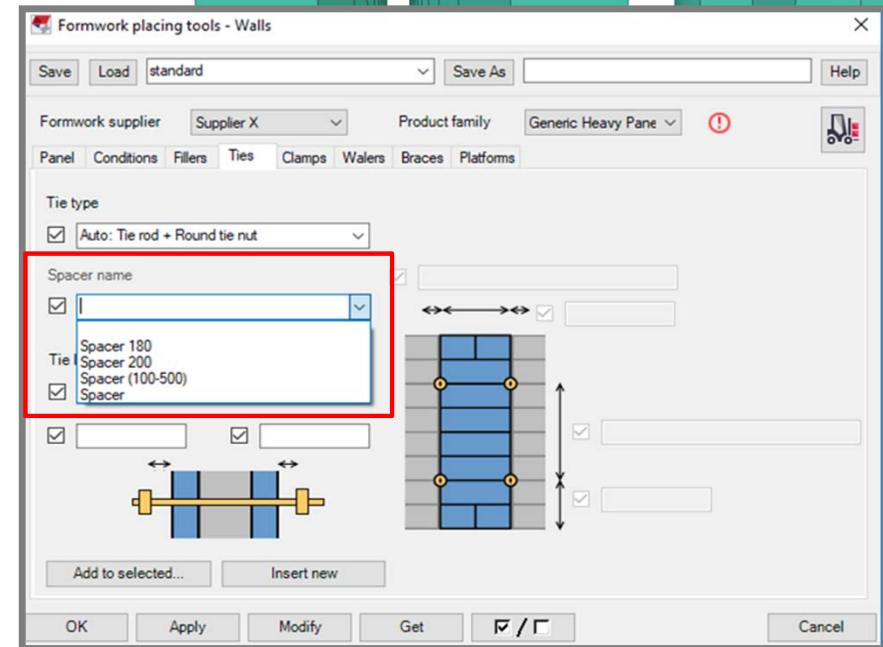 Formwork placing tools - Walls
Save Load standard Save As Help
Formwork supplier Supplier X Product family Generic Heavy Pane
Panel Conditions Fillers Ties Clamps Walers Braces Platforms
Tie type
Auto: Tie rod + Round tie nut
Spacer name
Spacer 180
Tie
Spacer 200
Spacer (100-500)
Spacer
Add to selected... Insert new
OK Apply Modify Get / Cancel